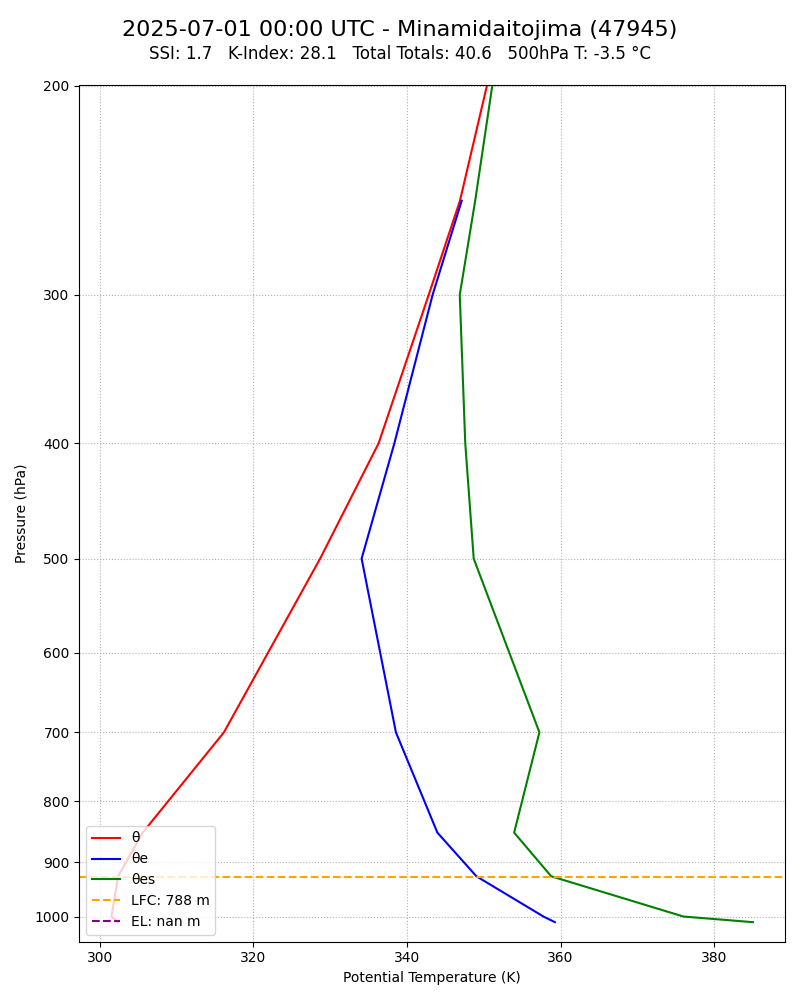 2025-07-01 00:00 UTC - Minamidaitojima (47945)
SSI: 1.7 K-Index: 28.1 Total Totals: 40.6 500hPa T: -3.5 °C
200
300
400
500
600
700
800
900
1000
Pressure (hPa)
θ
θe
θes
LFC: 788 m
EL: nan m
300
320
340
360
380
Potential Temperature (K)